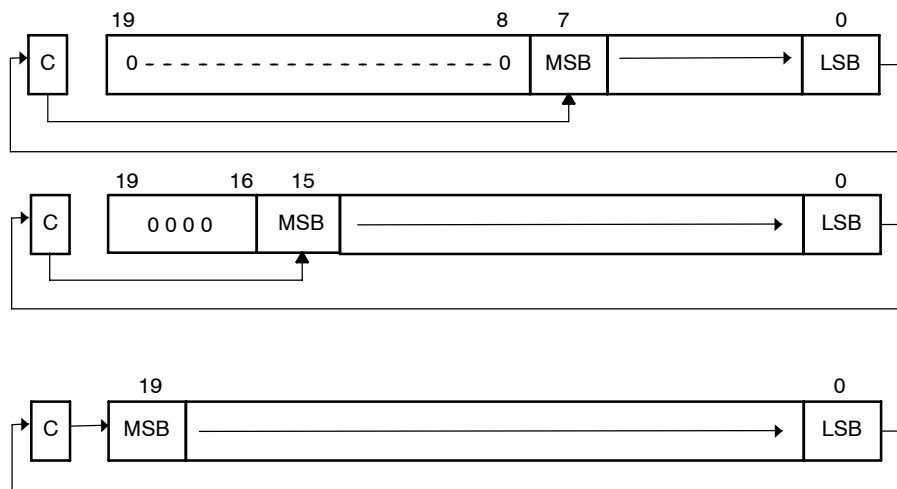 19 8 7 0
C 0 - - - - - - - - - - - - - - - - - - - - 0 MSB LSB
19 16 15 0
C 0 0 0 0 MSB LSB
19 0
C MSB LSB